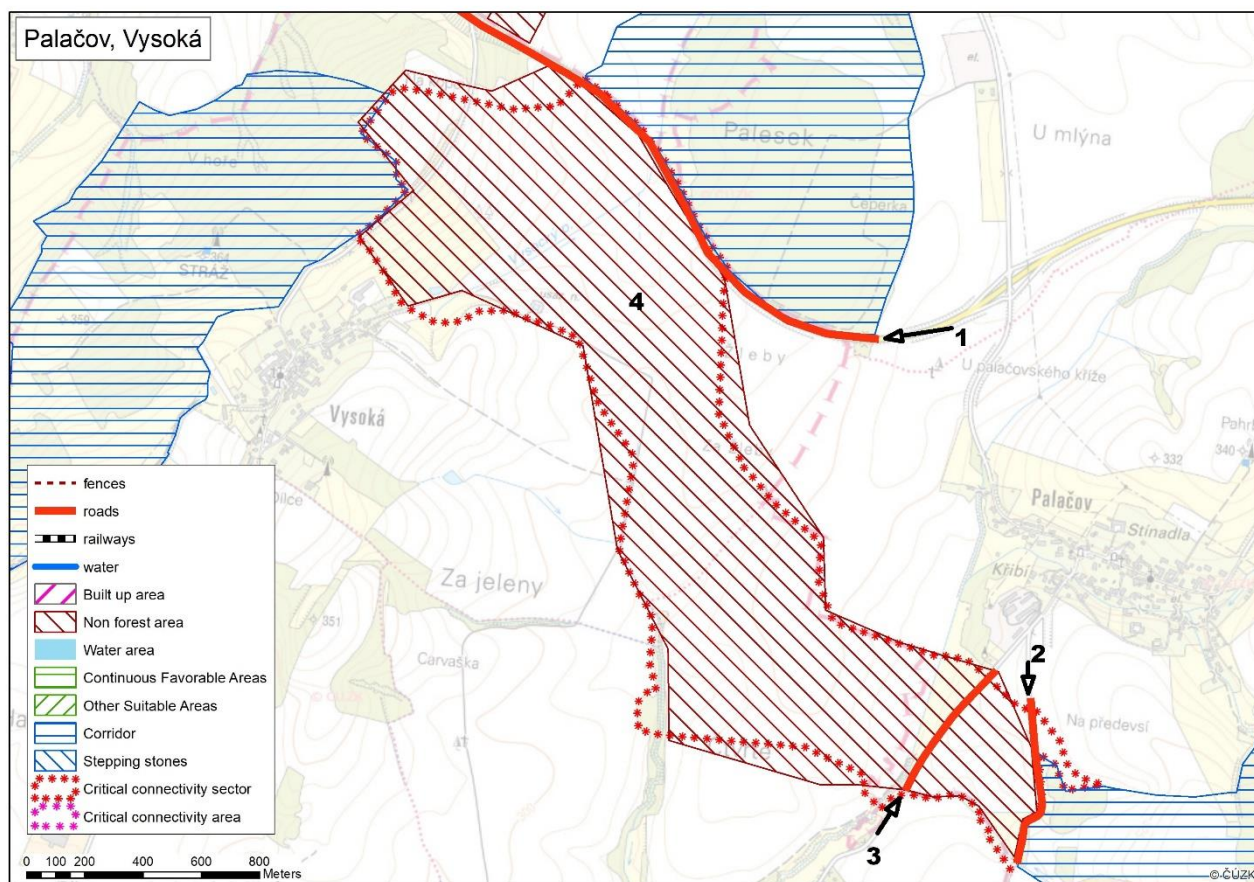 Palačov, Vysoká
el.
Palesek
U mlýna
V hoře
Čeperka
364
STRÁŽ
359
4
1
U palačovského kříže
Vysoká
332
340
Palačov
Stínadla
Křibí
el.
Za jeleny
351
Carvaška
© ČÚZK
2
Na předevsí
3
fences
roads
railways
water
Built up area
Non forest area
Water area
Continuous Favorable Areas
Other Suitable Areas
Corridor
Stepping stones
Critical connectivity sector
Critical connectivity area
0 100 200 400 600 800
Meters
© ČÚZK